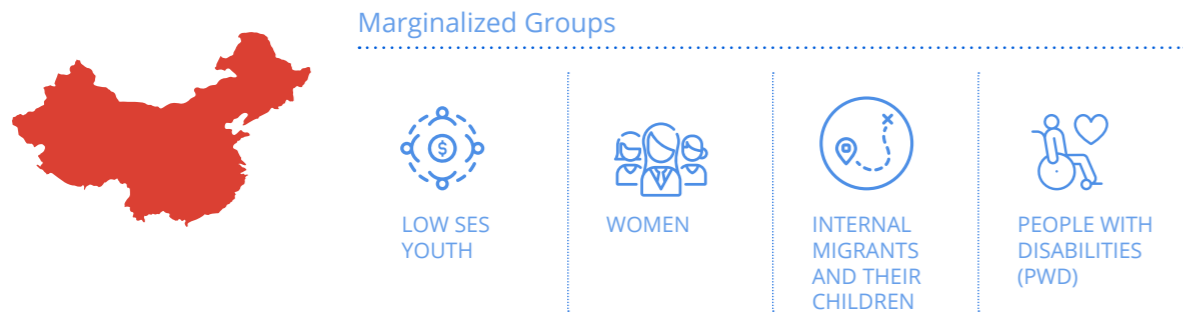 Marginalized Groups
$
LOW SES
YOUTH
WOMEN
INTERNAL
MIGRANTS
AND THEIR
CHILDREN
PEOPLE WITH
DISABILITIES
(PWD)